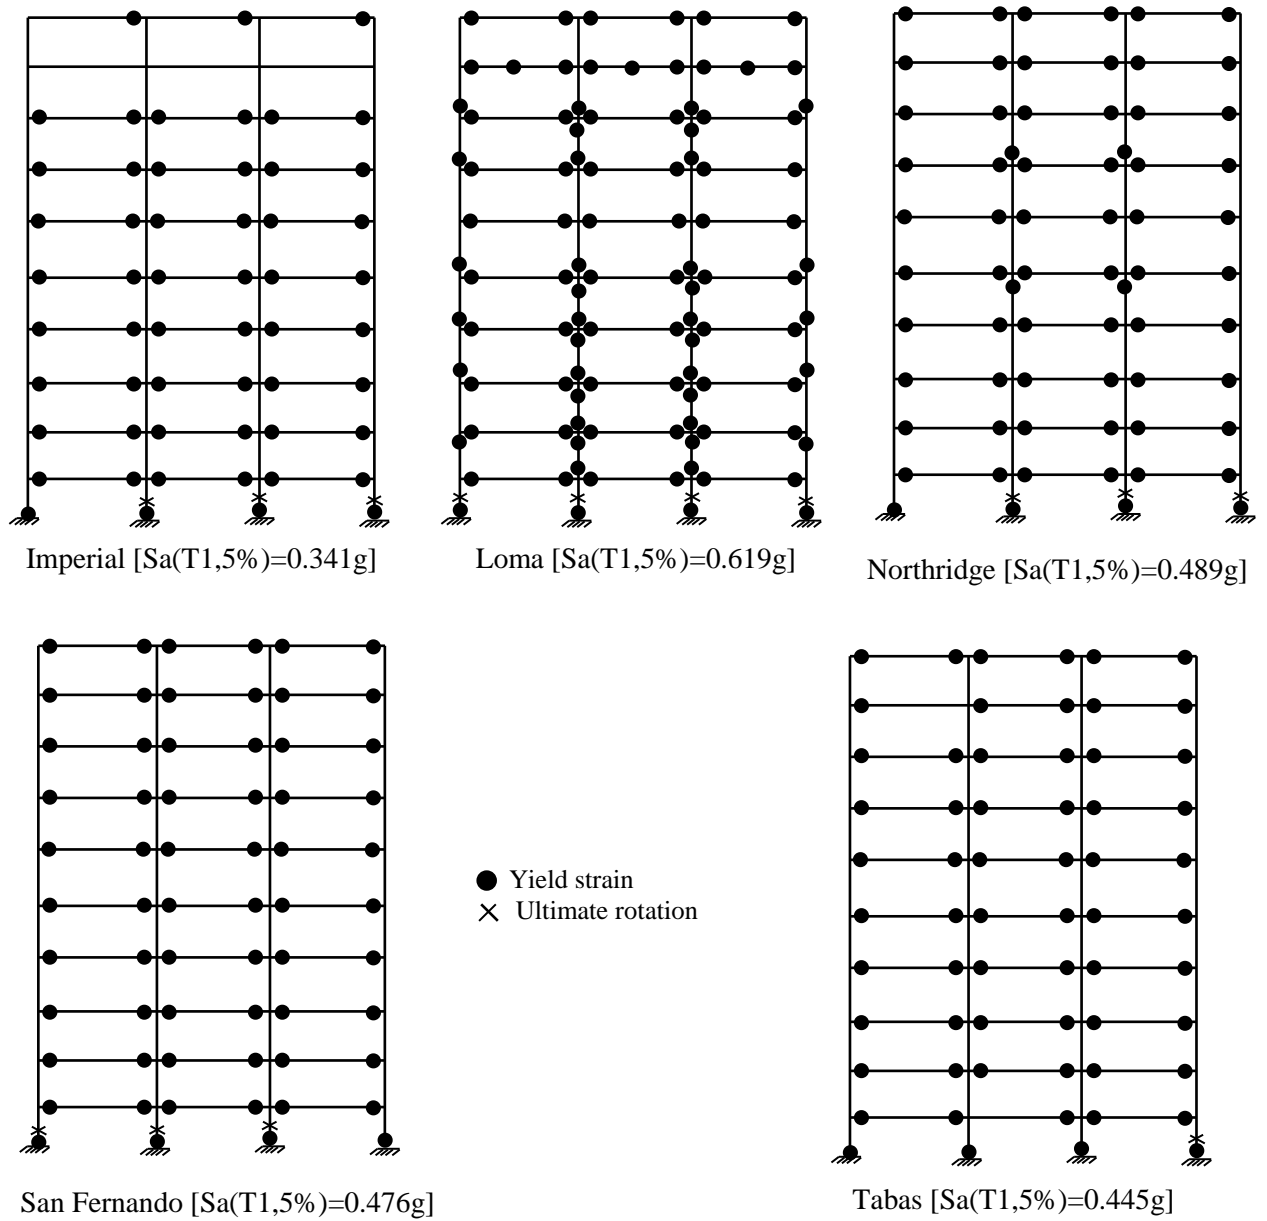 Imperial [Sa(T1,5%)=0.341g]
Loma [Sa(T1,5%)=0.619g]
Northridge [Sa(T1,5%)=0.489g]
Yield strain
Ultimate rotation
San Fernando [Sa(T1,5%)=0.476g]
Tabas [Sa(T1,5%)=0.445g]